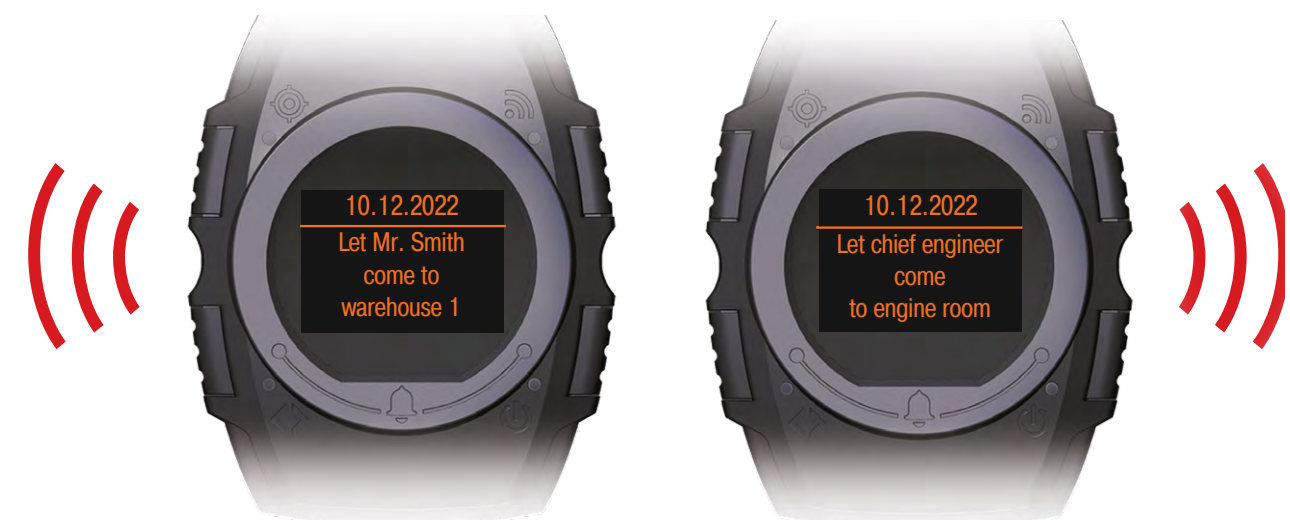 10.12.2022
Let Mr. Smith
come to
warehouse 1
10.12.2022
Let chief engineer
come
to engine room